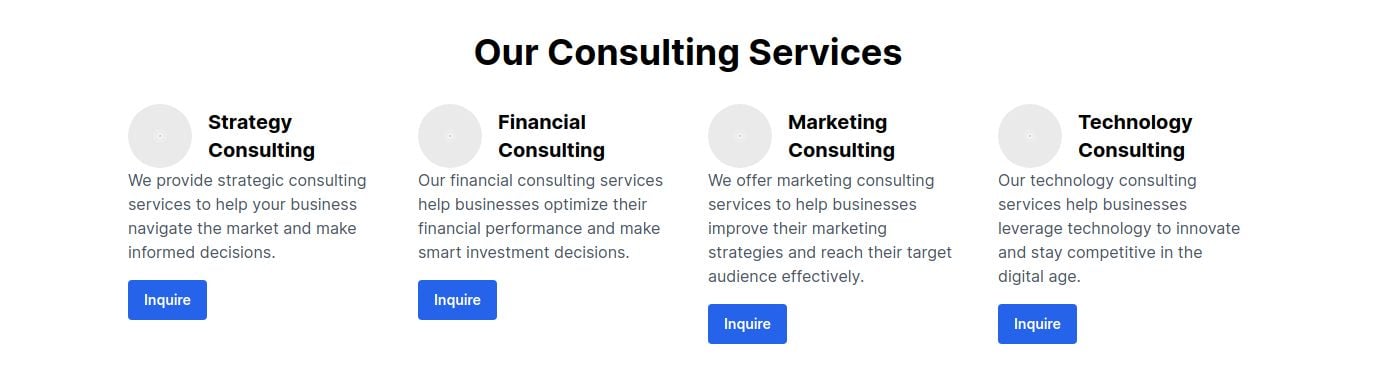 Our Consulting Services
Strategy
Consulting
We provide strategic consulting
services to help your business
navigate the market and make
informed decisions.
Inquire
Financial
Consulting
Our financial consulting services
help businesses optimize their
financial performance and make
smart investment decisions.
Inquire
Marketing
Consulting
We offer marketing consulting
services to help businesses
improve their marketing
strategies and reach their target
audience effectively.
Inquire
Technology
Consulting
Our technology consulting
services help businesses
leverage technology to innovate
and stay competitive in the
digital age.
Inquire